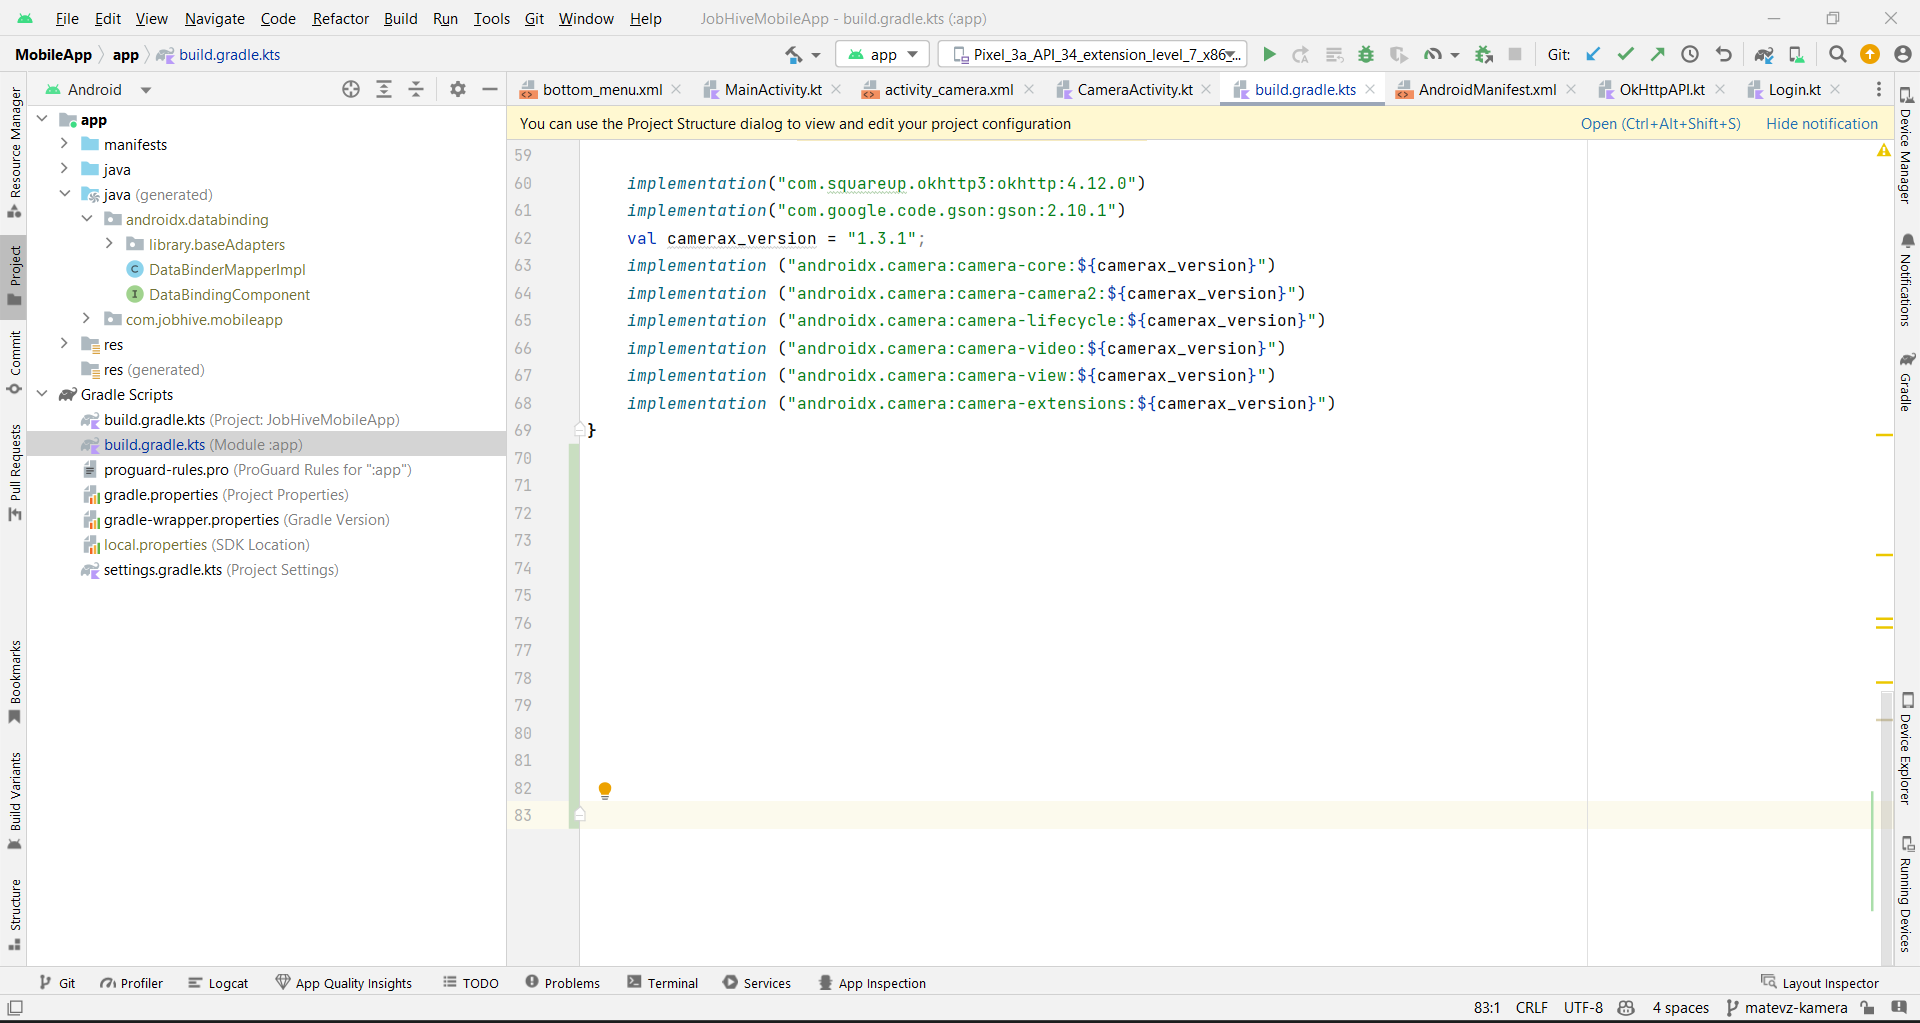 File Edit View Navigate Code Refactor Build Run Tools Git Window Help JobHiveMobileApp - build.gradle.kts (:app)
MobileApp app build.gradle.kts app Pixel_3a_API_34_extension_level_7_x86_... Git:
Android
bottom_menu.xml MainActivity.kt activity_camera.xml CameraActivity.kt build.gradle.kts AndroidManifest.xml OkHttpAPI.kt Login.kt
You can use the Project Structure dialog to view and edit your project configuration Open (Ctrl+Alt+Shift+S) Hide notification
Resource Manager
Project
Commit
Pull Requests
Bookmarks
Build Variants
Structure
app
manifests
java
java (generated)
androidx.databinding
library.baseAdapters
DataBinderMapperImpl
DataBindingComponent
com.jobhive.mobileapp
res
res (generated)
Gradle Scripts
build.gradle.kts (Project: JobHiveMobileApp)
build.gradle.kts (Module :app)
proguard-rules.pro (ProGuard Rules for ":app")
gradle.properties (Project Properties)
gradle-wrapper.properties (Gradle Version)
local.properties (SDK Location)
settings.gradle.kts (Project Settings)
59
60 implementation("com.squareup.okhttp3:okhttp:4.12.0")
61 implementation("com.google.code.gson:gson:2.10.1")
62 val camerax_version = "1.3.1";
63 implementation ("androidx.camera:camera-core:${camerax_version}")
64 implementation ("androidx.camera:camera-camera2:${camerax_version}")
65 implementation ("androidx.camera:camera-lifecycle:${camerax_version}")
66 implementation ("androidx.camera:camera-video:${camerax_version}")
67 implementation ("androidx.camera:camera-view:${camerax_version}")
68 implementation ("androidx.camera:camera-extensions:${camerax_version}")
69 }
70
71
72
73
74
75
76
77
78
79
80
81
82
83
Device Manager
Notifications
Gradle
Device Explorer
Running Devices
Git Profiler Logcat App Quality Insights TODO Problems Terminal Services App Inspection Layout Inspector
83:1 CRLF UTF-8 4 spaces matevz-kamera